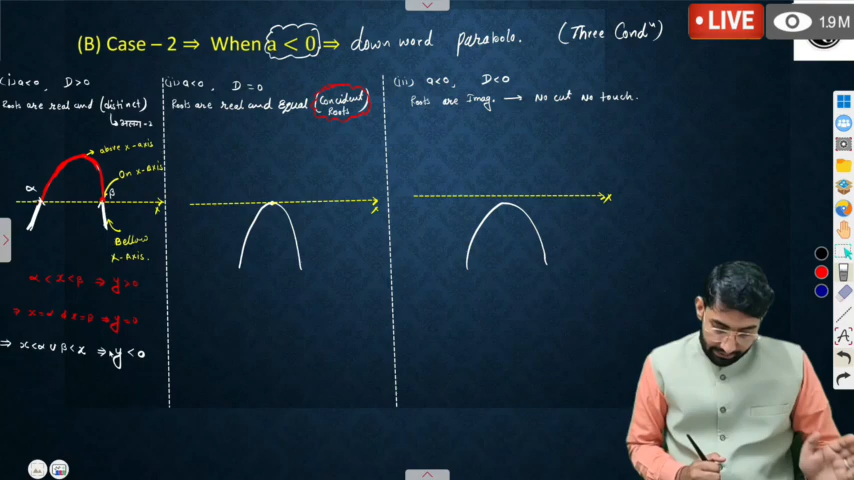 LIVE
1.9M
(B) Case – 2 ⇒ When a < 0 ⇒ down word parabola. (Three Condⁿ)
(i) a<0, D>0
Roots are real and (distinct)
↳ अलग-2
→ above x-axis
On x-Axis
α
β
x
Bellow
X-Axis.
α < x < β ⇒ y>0
⇒ x<α ∪ β<x ⇒ y<0
(ii) a<0, D=0
Roots are real and Equal (Concident
Roots)
x
(iii) a<0, D<0
Roots are Imag. → No cut No touch.
x
A